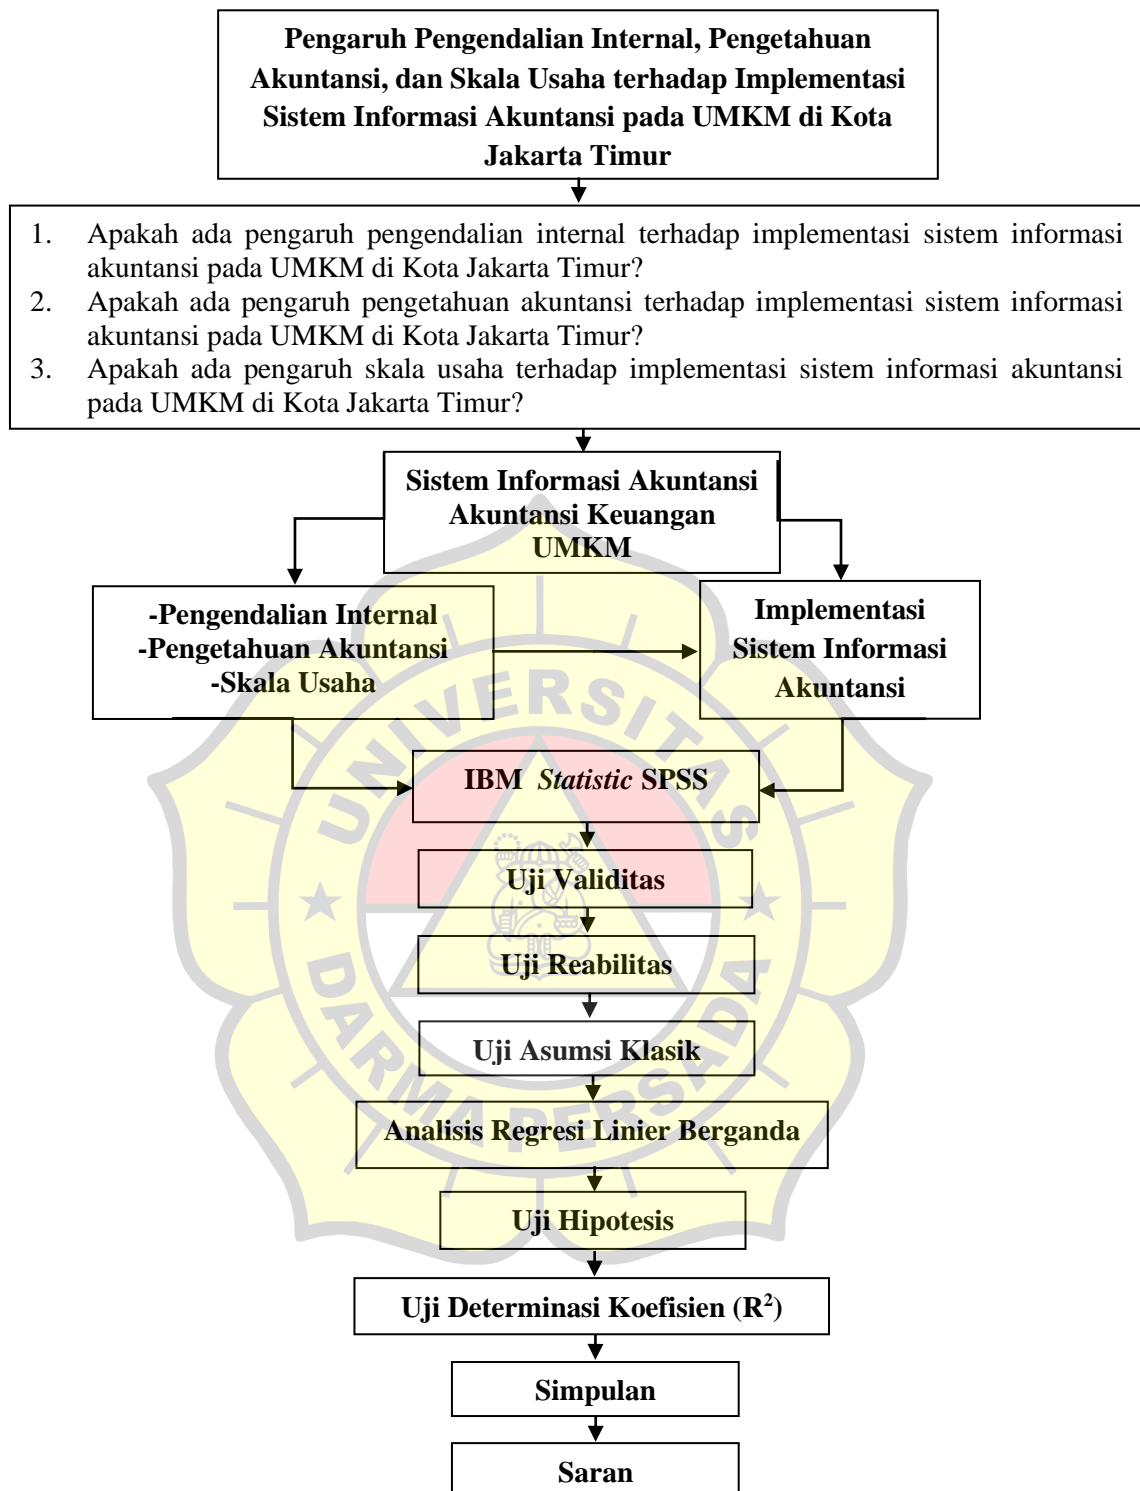 Pengaruh Pengendalian Internal, Pengetahuan
Akuntansi, dan Skala Usaha terhadap Implementasi
Sistem Informasi Akuntansi pada UMKM di Kota
Jakarta Timur
1. Apakah ada pengaruh pengendalian internal terhadap implementasi sistem informasi
akuntansi pada UMKM di Kota Jakarta Timur?
2. Apakah ada pengaruh pengetahuan akuntansi terhadap implementasi sistem informasi
akuntansi pada UMKM di Kota Jakarta Timur?
3. Apakah ada pengaruh skala usaha terhadap implementasi sistem informasi akuntansi
pada UMKM di Kota Jakarta Timur?
Sistem Informasi Akuntansi
Akuntansi Keuangan
UMKM
-Pengendalian Internal
-Pengetahuan Akuntansi
-Skala Usaha
Implementasi
Sistem Informasi
Akuntansi
UNIVERSITAS
IBM Statistic SPSS
Uji Validitas
Uji Reabilitas
Uji Asumsi Klasik
DARMA PERSADA
Analisis Regresi Linier Berganda
Uji Hipotesis
Uji Determinasi Koefisien (R²)
Simpulan
Saran